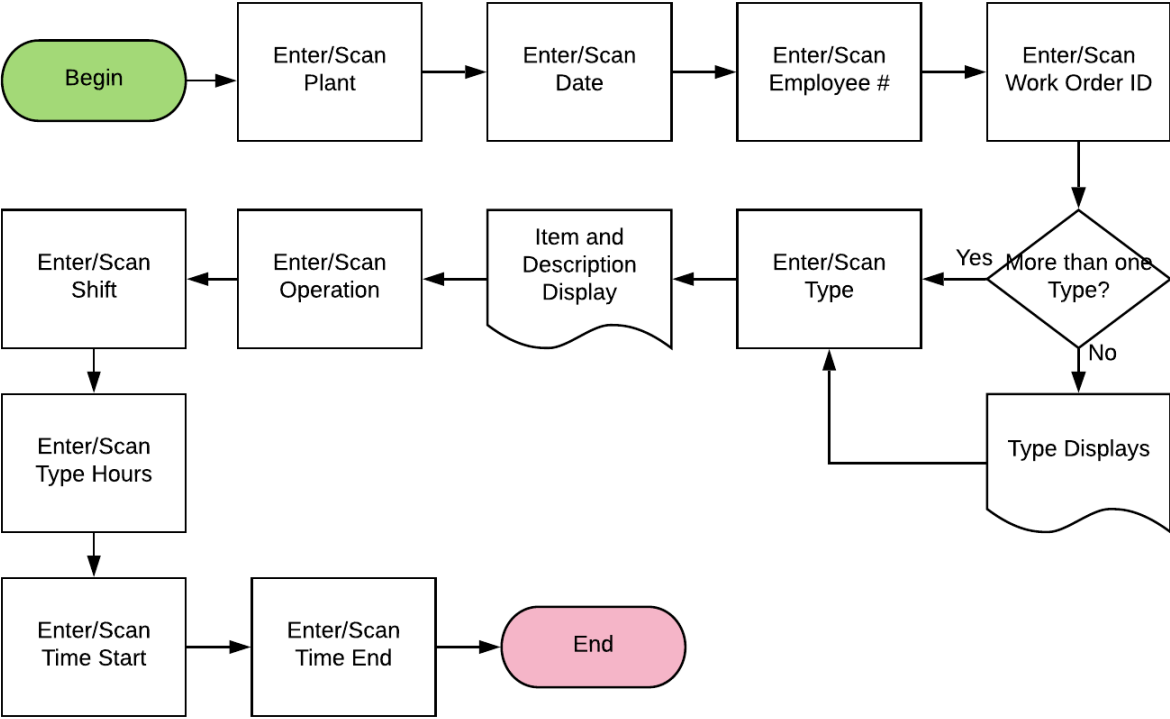 Begin
Enter/Scan
Plant
Enter/Scan
Date
Enter/Scan
Employee #
Enter/Scan
Work Order ID
More than one
Type?
Yes
No
Type Displays
Enter/Scan
Type
Item and
Description
Display
Enter/Scan
Operation
Enter/Scan
Shift
Enter/Scan
Type Hours
Enter/Scan
Time Start
Enter/Scan
Time End
End